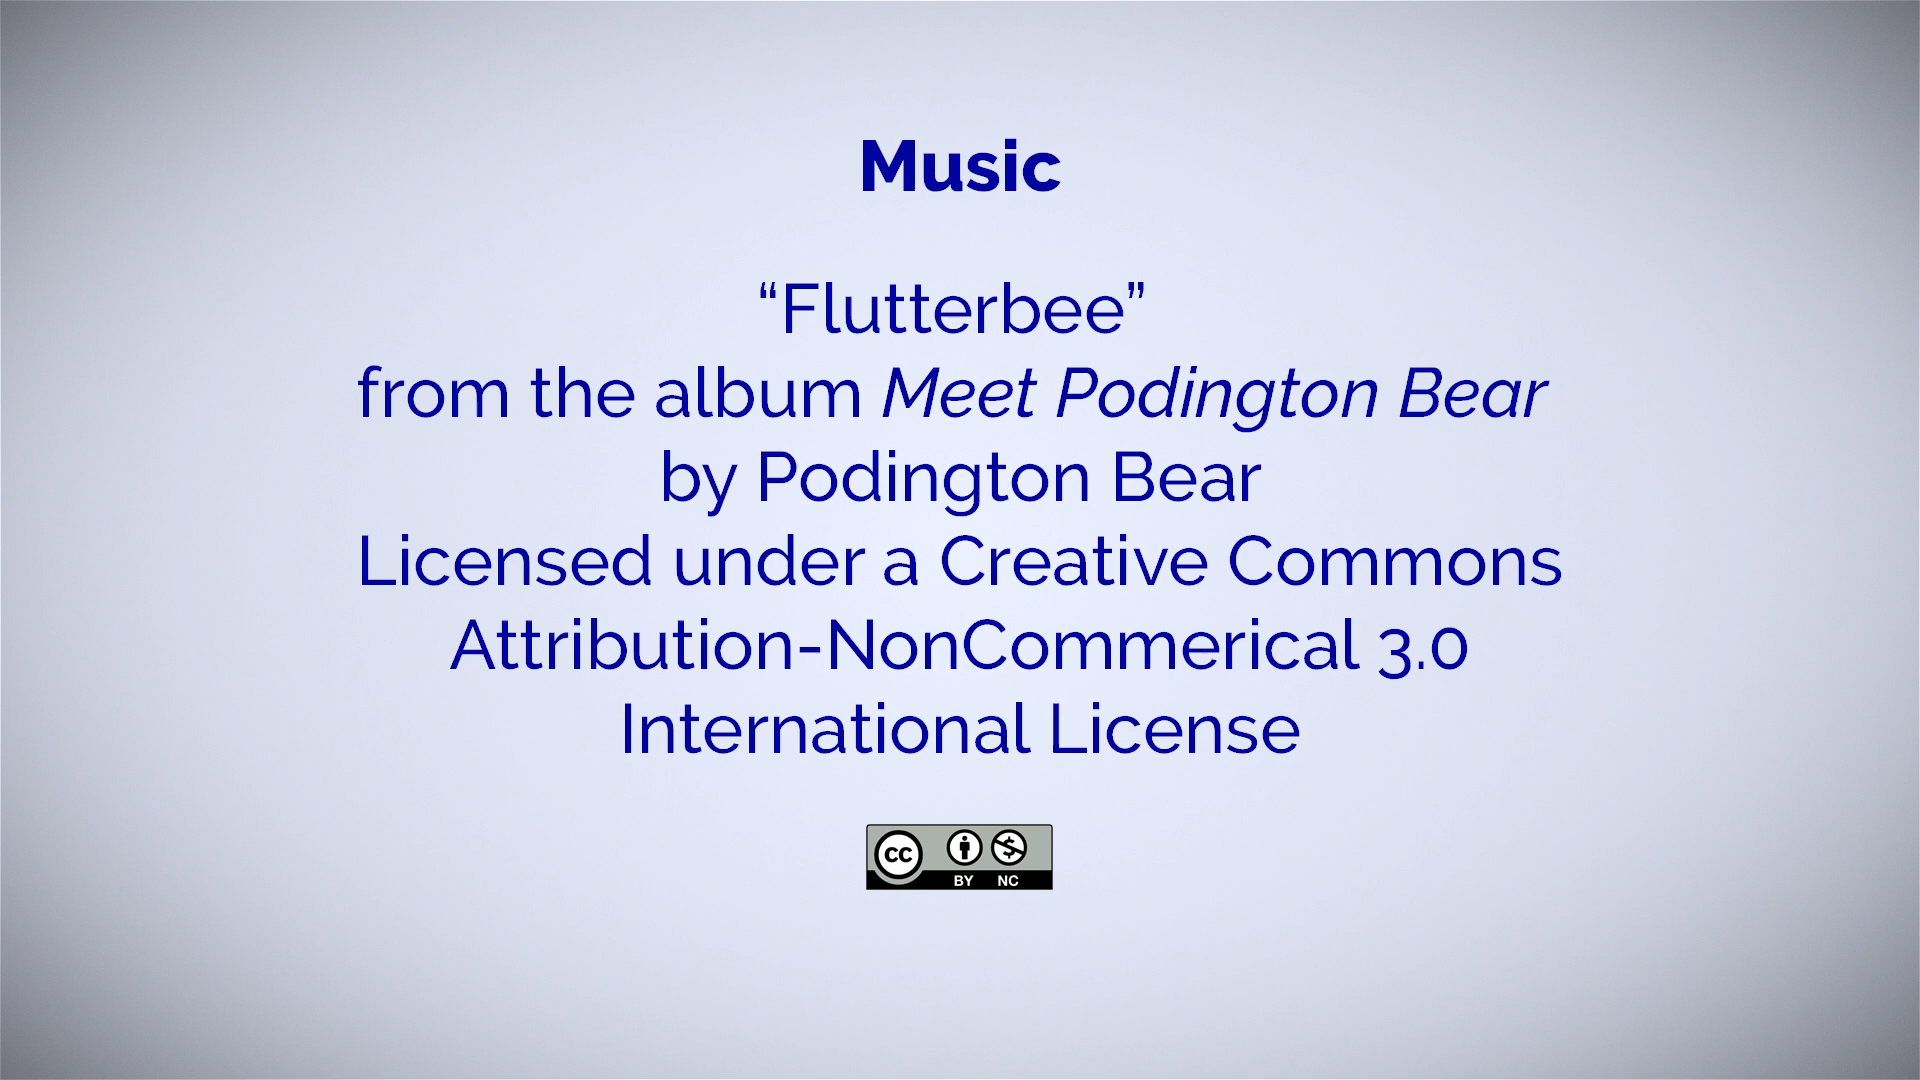 Music
“Flutterbee”
from the album Meet Podington Bear
by Podington Bear
Licensed under a Creative Commons
Attribution-NonCommerical 3.0
International License
cc
BY NC